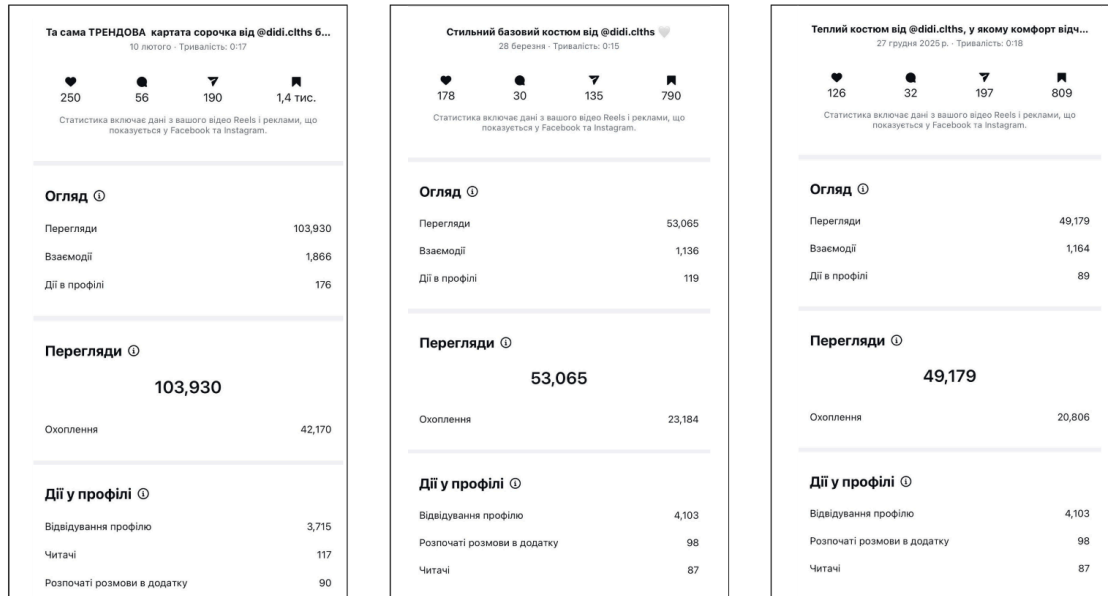 Та сама ТРЕНДОВА картата сорочка від @didi.clths б...
10 лютого · Тривалість: 0:17
250 56 190 1,4 тис.
Статистика включає дані з вашого відео Reels і реклами, що
показується у Facebook та Instagram.
Огляд
Перегляди 103,930
Взаємодії 1,866
Дії в профілі 176
Перегляди
103,930
Охоплення 42,170
Дії у профілі
Відвідування профілю 3,715
Читачі 117
Розпочаті розмови в додатку 90
Стильний базовий костюм від @didi.clths 🤍
28 березня · Тривалість: 0:15
178 30 135 790
Статистика включає дані з вашого відео Reels і реклами, що
показується у Facebook та Instagram.
Огляд
Перегляди 53,065
Взаємодії 1,136
Дії в профілі 119
Перегляди
53,065
Охоплення 23,184
Дії у профілі
Відвідування профілю 4,103
Розпочаті розмови в додатку 98
Читачі 87
Теплий костюм від @didi.clths, у якому комфорт відч...
27 грудня 2025 р. · Тривалість: 0:18
126 32 197 809
Статистика включає дані з вашого відео Reels і реклами, що
показується у Facebook та Instagram.
Огляд
Перегляди 49,179
Взаємодії 1,164
Дії в профілі 89
Перегляди
49,179
Охоплення 20,806
Дії у профілі
Відвідування профілю 4,103
Розпочаті розмови в додатку 98
Читачі 87